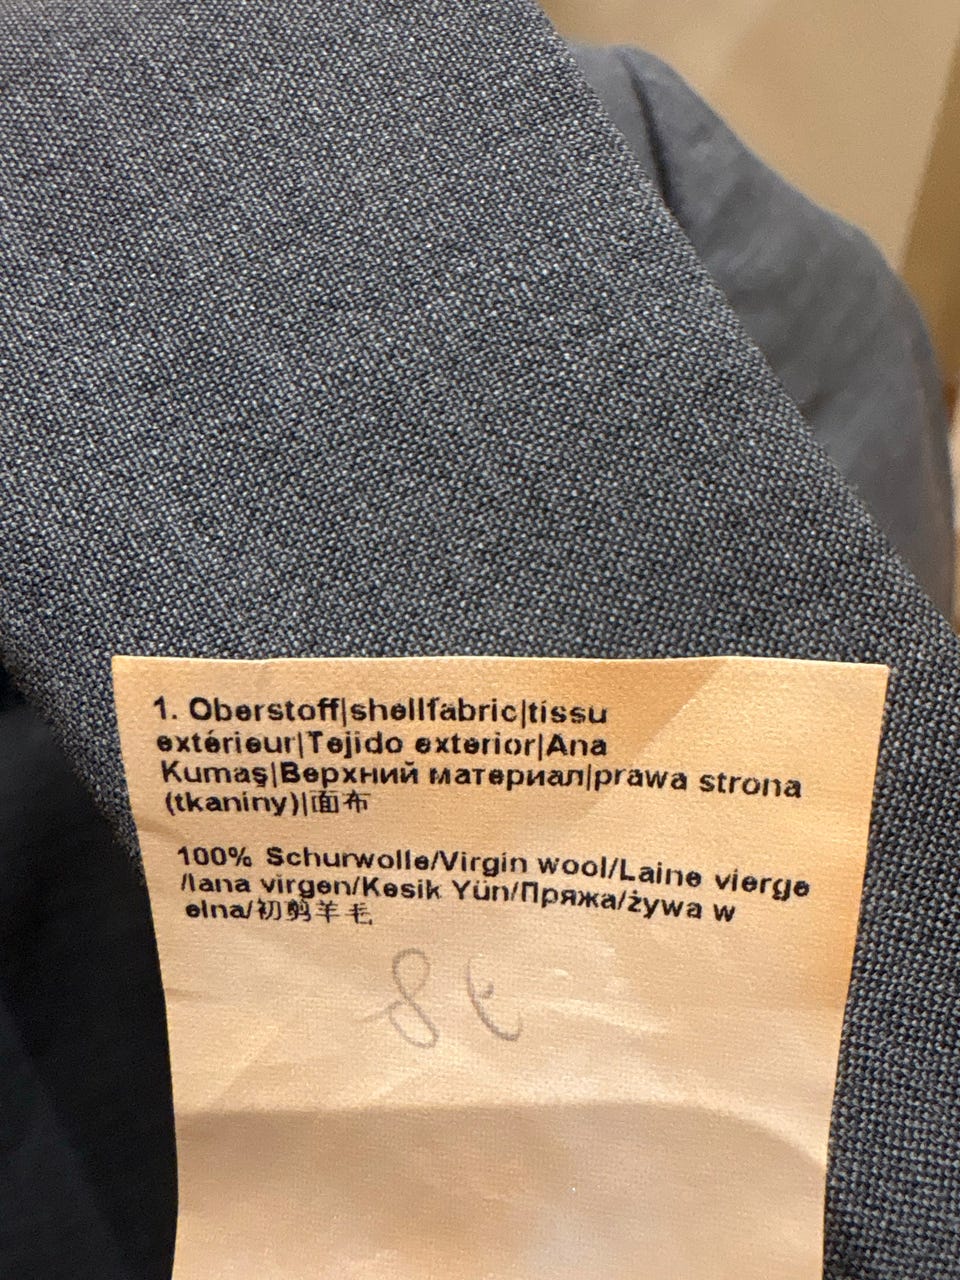 1. Oberstoff|shellfabric|tissu
extérieur|Tejido exterior|Ana
Kumaş|Верхний материал|prawa strona
(tkaniny)|面布
100% Schurwolle/Virgin wool/Laine vierge
/lana virgen/Kesik Yün/Пряжа/żywa w
elna/初剪羊毛